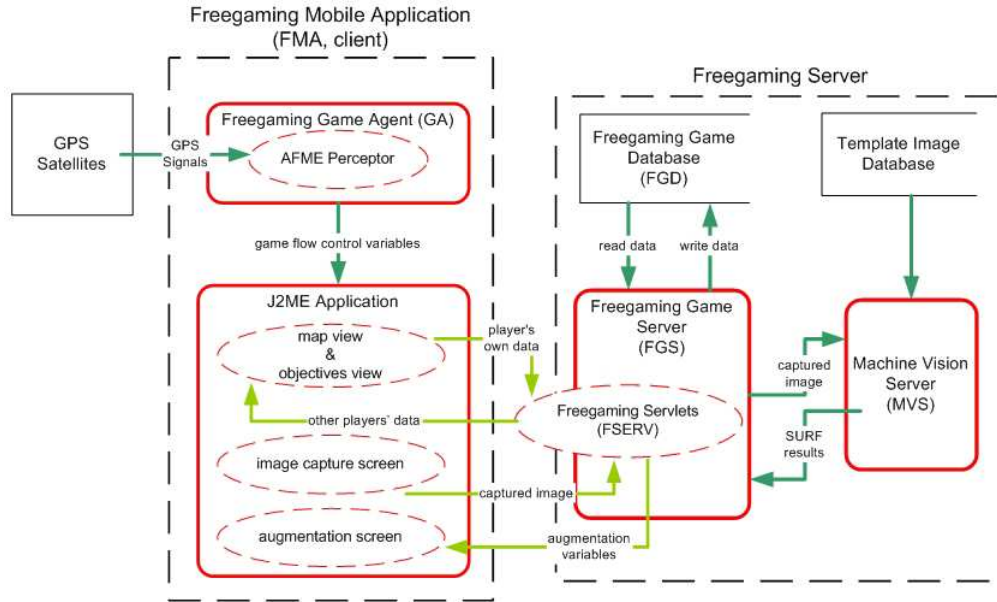 Freegaming Mobile Application
(FMA, client)
Freegaming Server
GPS
Satellites
GPS
Signals
Freegaming Game Agent (GA)
AFME Perceptor
game flow control variables
J2ME Application
map view
&
objectives view
player's
own data
other players` data
image capture screen
captured image
augmentation screen
augmentation
variables
Freegaming Game
Database
(FGD)
Template Image
Database
read data
write data
Freegaming Game
Server
(FGS)
Freegaming Servlets
(FSERV)
captured
image
Machine Vision
Server
(MVS)
SURF
results